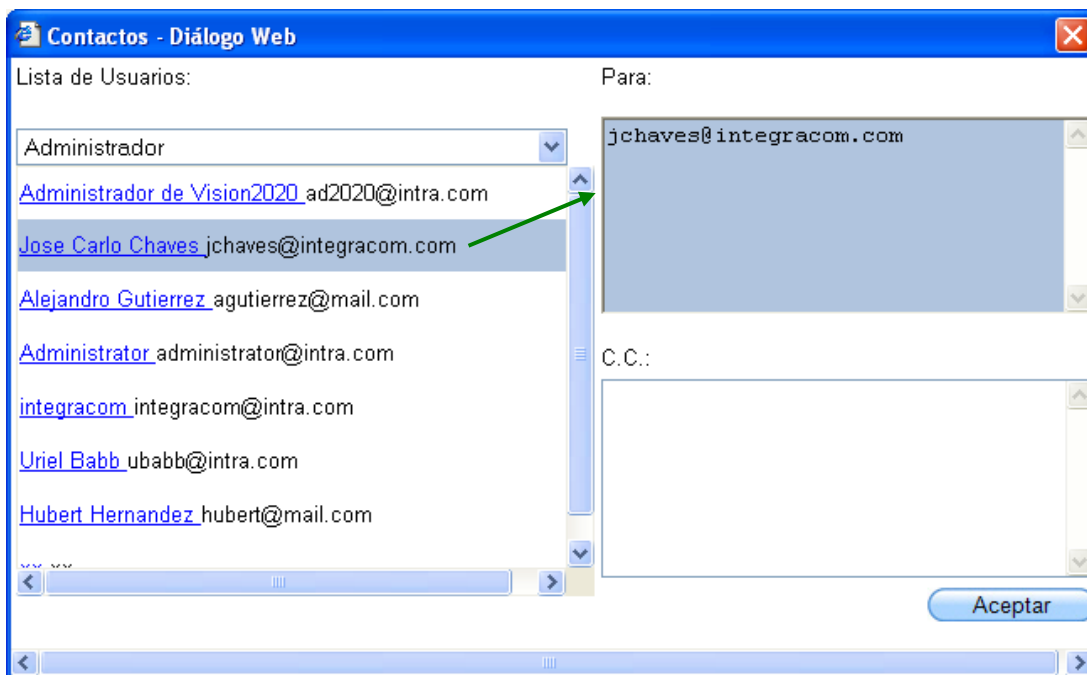 Contactos - Diálogo Web
Lista de Usuarios:
Administrador
Administrador de Vision2020 ad2020@intra.com
Jose Carlo Chaves jchaves@integracom.com
Alejandro Gutierrez agutierrez@mail.com
Administrator administrator@intra.com
integracom integracom@intra.com
Uriel Babb ubabb@intra.com
Hubert Hernandez hubert@mail.com
Para:
jchaves@integracom.com
C.C.:
Aceptar